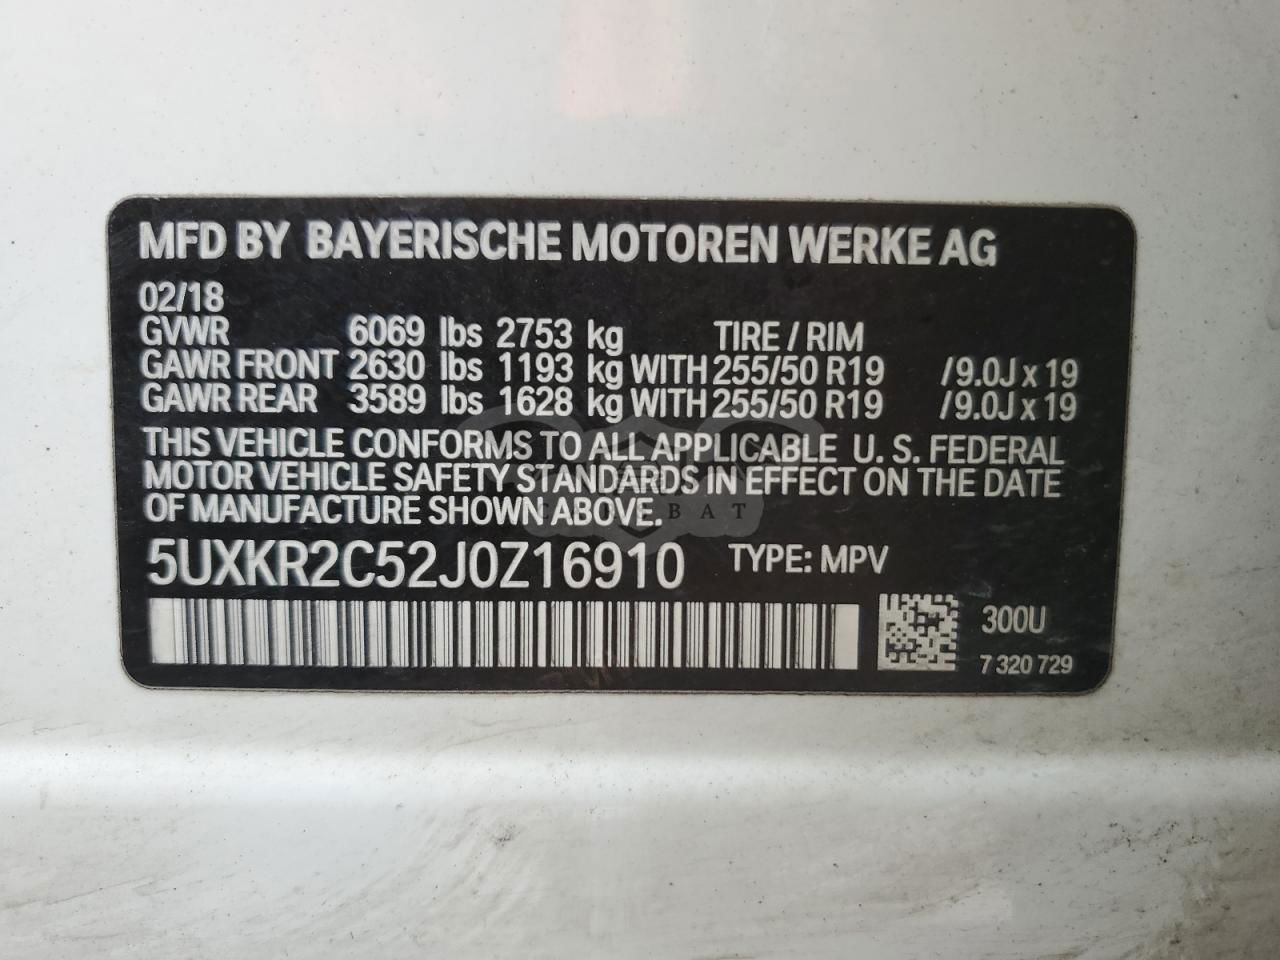 MFD BY BAYERISCHE MOTOREN WERKE AG
02/18
GVWR 6069 lbs 2753 kg TIRE / RIM
GAWR FRONT 2630 lbs 1193 kg WITH 255/50 R19 /9.0J x 19
GAWR REAR 3589 lbs 1628 kg WITH 255/50 R19 /9.0J x 19
THIS VEHICLE CONFORMS TO ALL APPLICABLE U. S. FEDERAL
MOTOR VEHICLE SAFETY STANDARDS IN EFFECT ON THE DATE
OF MANUFACTURE SHOWN ABOVE.
5UXKR2C52J0Z16910 TYPE: MPV
300U
7 320 729